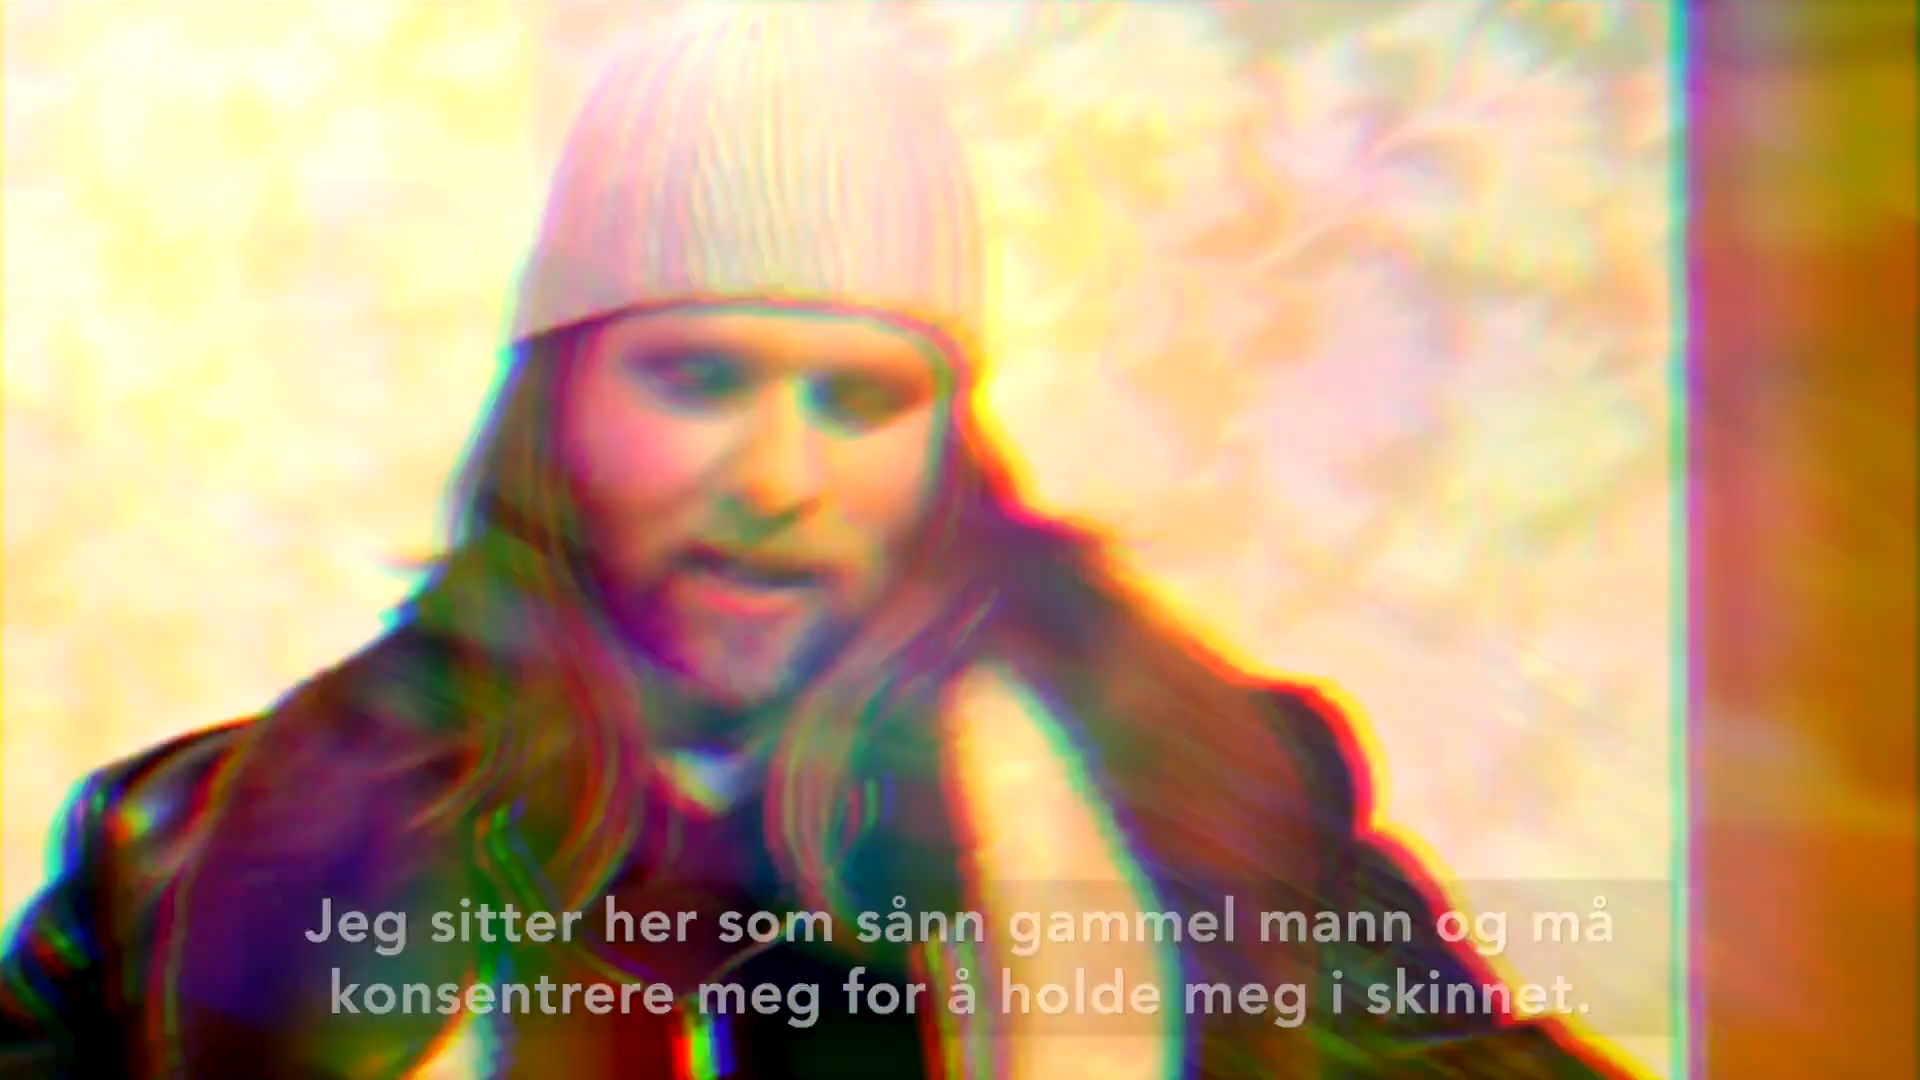 Jeg sitter her som sånn gammel mann og må
konsentrere meg for å holde meg i skinnet.